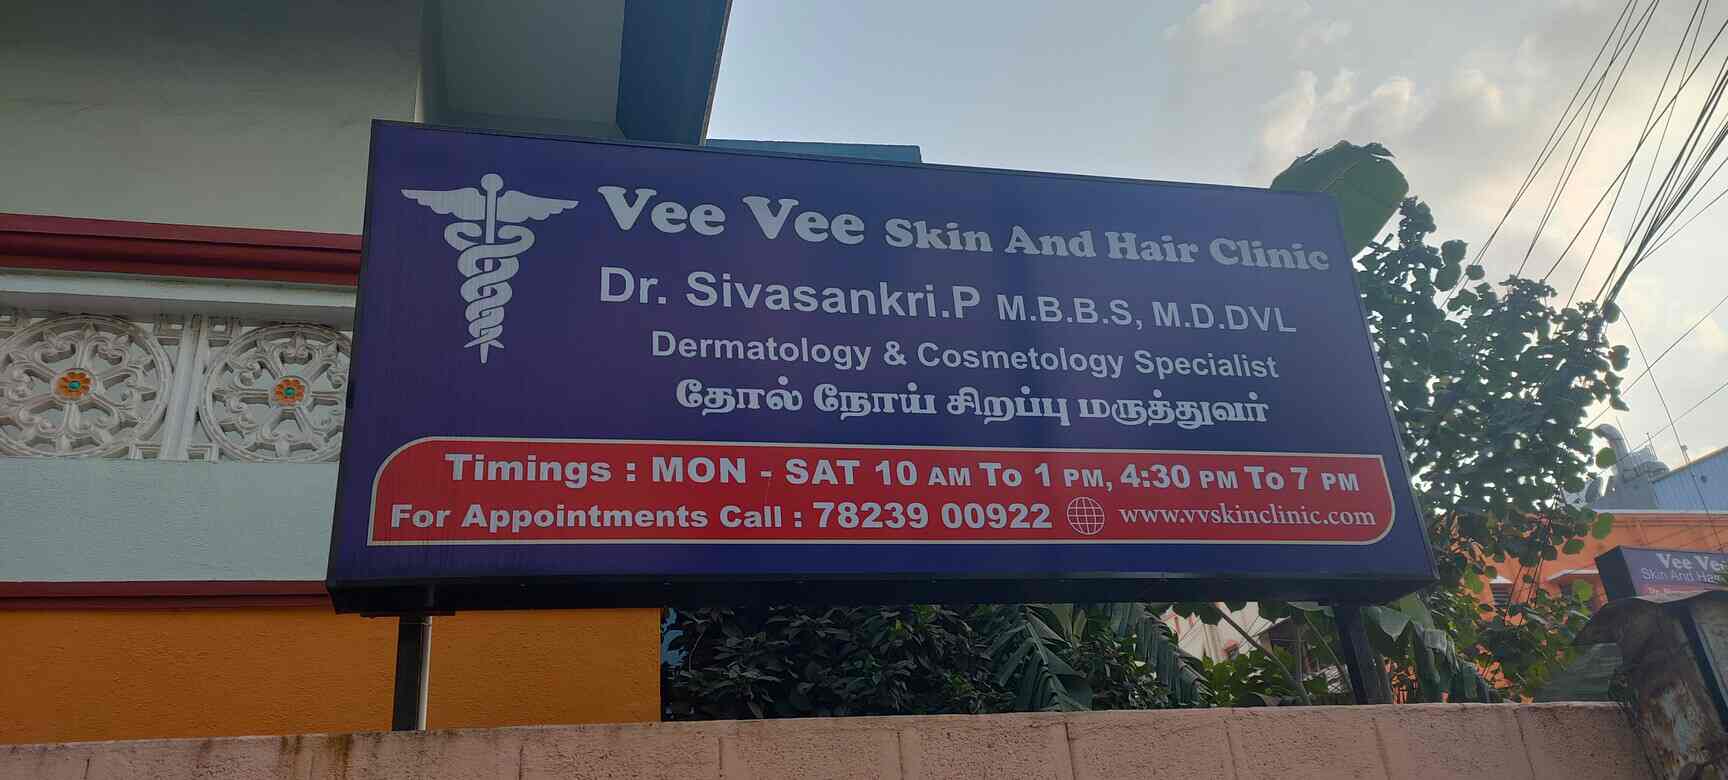 Vee Vee Skin And Hair Clinic
Dr. Sivasankri.P M.B.B.S, M.D.DVL
Dermatology & Cosmetology Specialist
தோல் நோய் சிறப்பு மருத்துவர்
Timings : MON - SAT 10 AM To 1 PM, 4:30 PM To 7 PM
For Appointments Call : 78239 00922 www.vvskinclinic.com
Vee Vee
Skin And